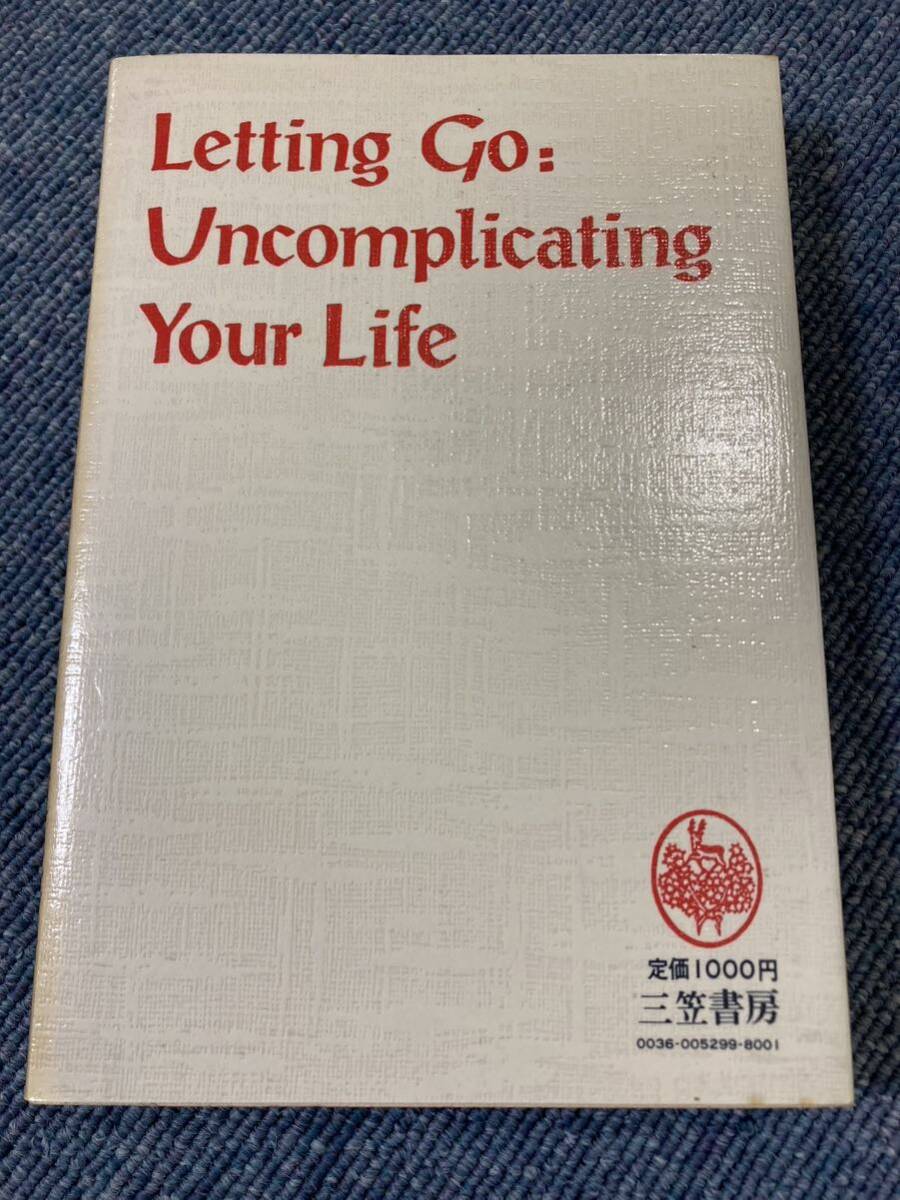 Letting Go:
Uncomplicating
Your Life
定価1000円
三笠書房
0036-005299-8001